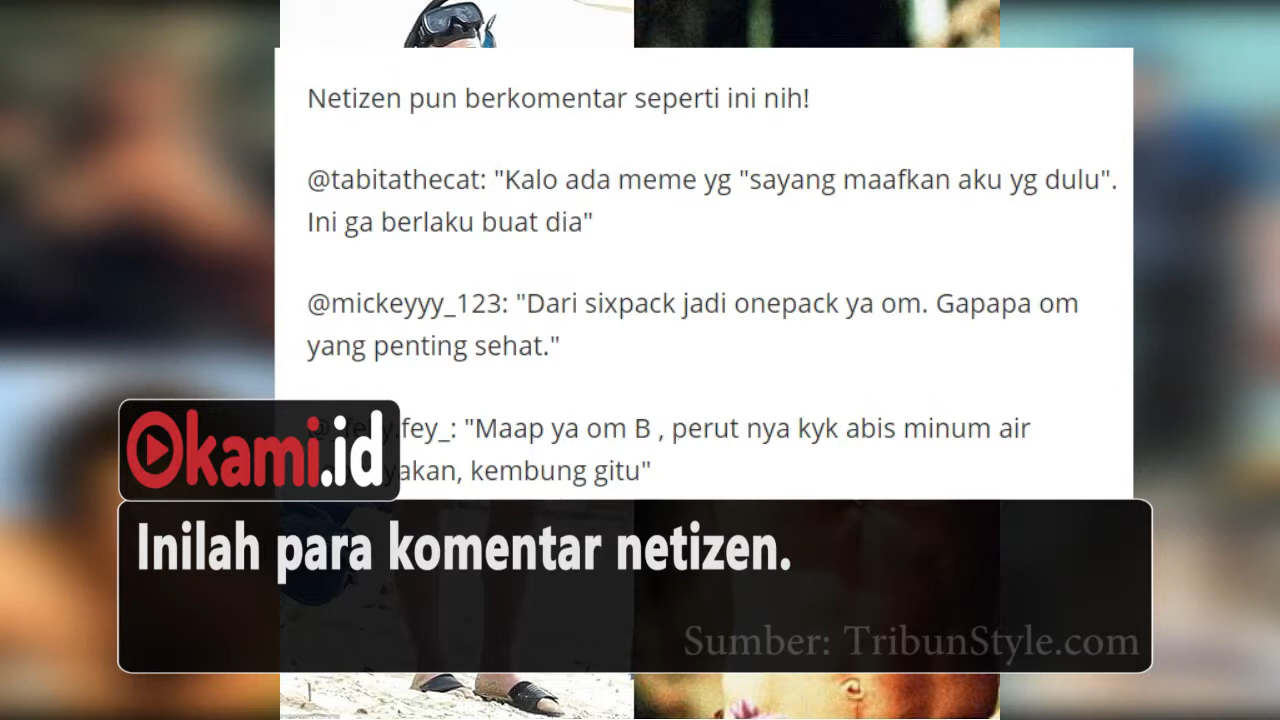 Netizen pun berkomentar seperti ini nih!
@tabitathecat: "Kalo ada meme yg "sayang maafkan aku yg dulu".
Ini ga berlaku buat dia"
@mickeyyy_123: "Dari sixpack jadi onepack ya om. Gapapa om
yang penting sehat."
fey_: "Maap ya om B , perut nya kyk abis minum air
kembung gitu"
Okami.id
Inilah para komentar netizen.
Sumber: TribunStyle.com